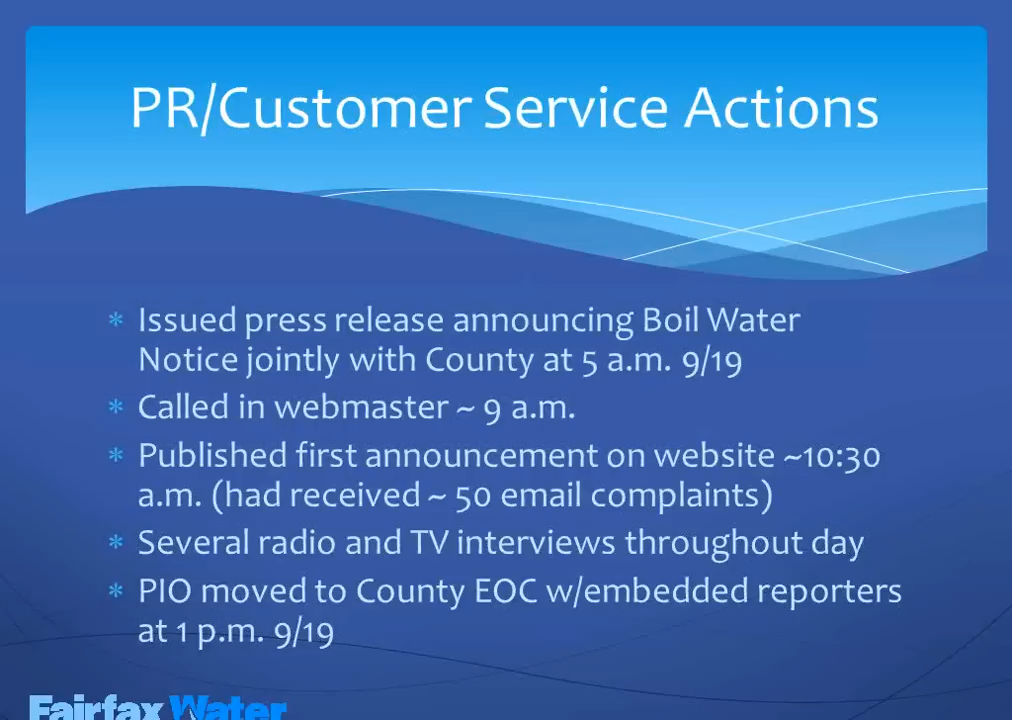 PR/Customer Service Actions
* Issued press release announcing Boil Water
Notice jointly with County at 5 a.m. 9/19
* Called in webmaster ~ 9 a.m.
* Published first announcement on website ~10:30
a.m. (had received ~ 50 email complaints)
* Several radio and TV interviews throughout day
* PIO moved to County EOC w/embedded reporters
at 1 p.m. 9/19
Fairfax Water